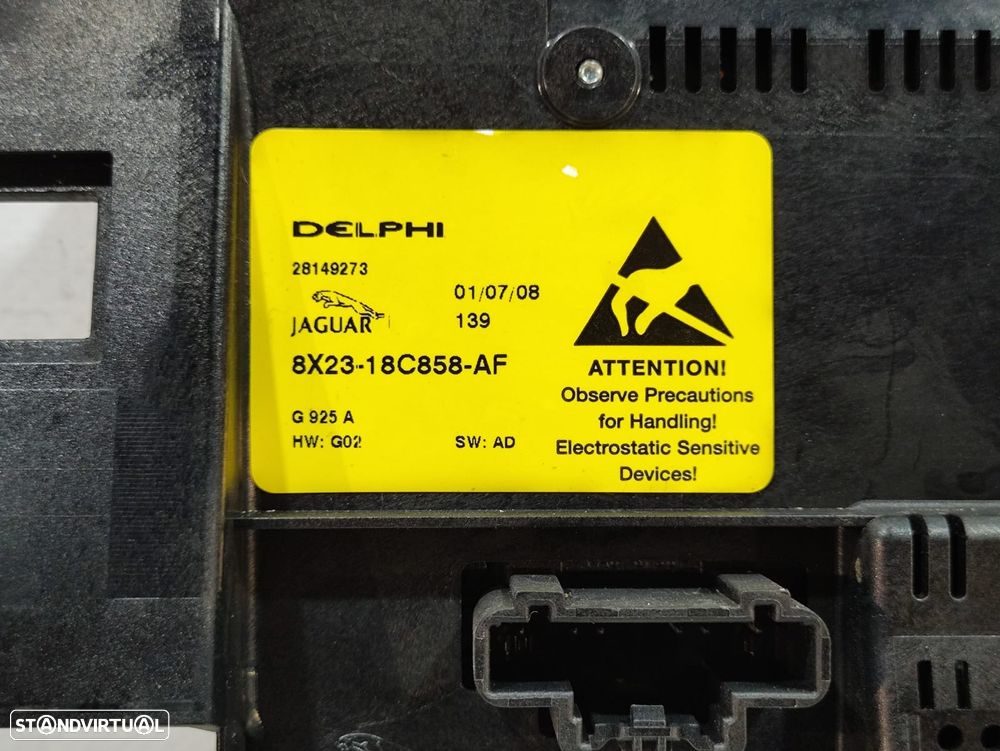 DELPHI
28149273
01/07/08
JAGUAR
139
8X23-18C858-AF
G 925 A
HW: G02
SW: AD
ATTENTION!
Observe Precautions
for Handling!
Electrostatic Sensitive
Devices!
STANDVIRTUAL